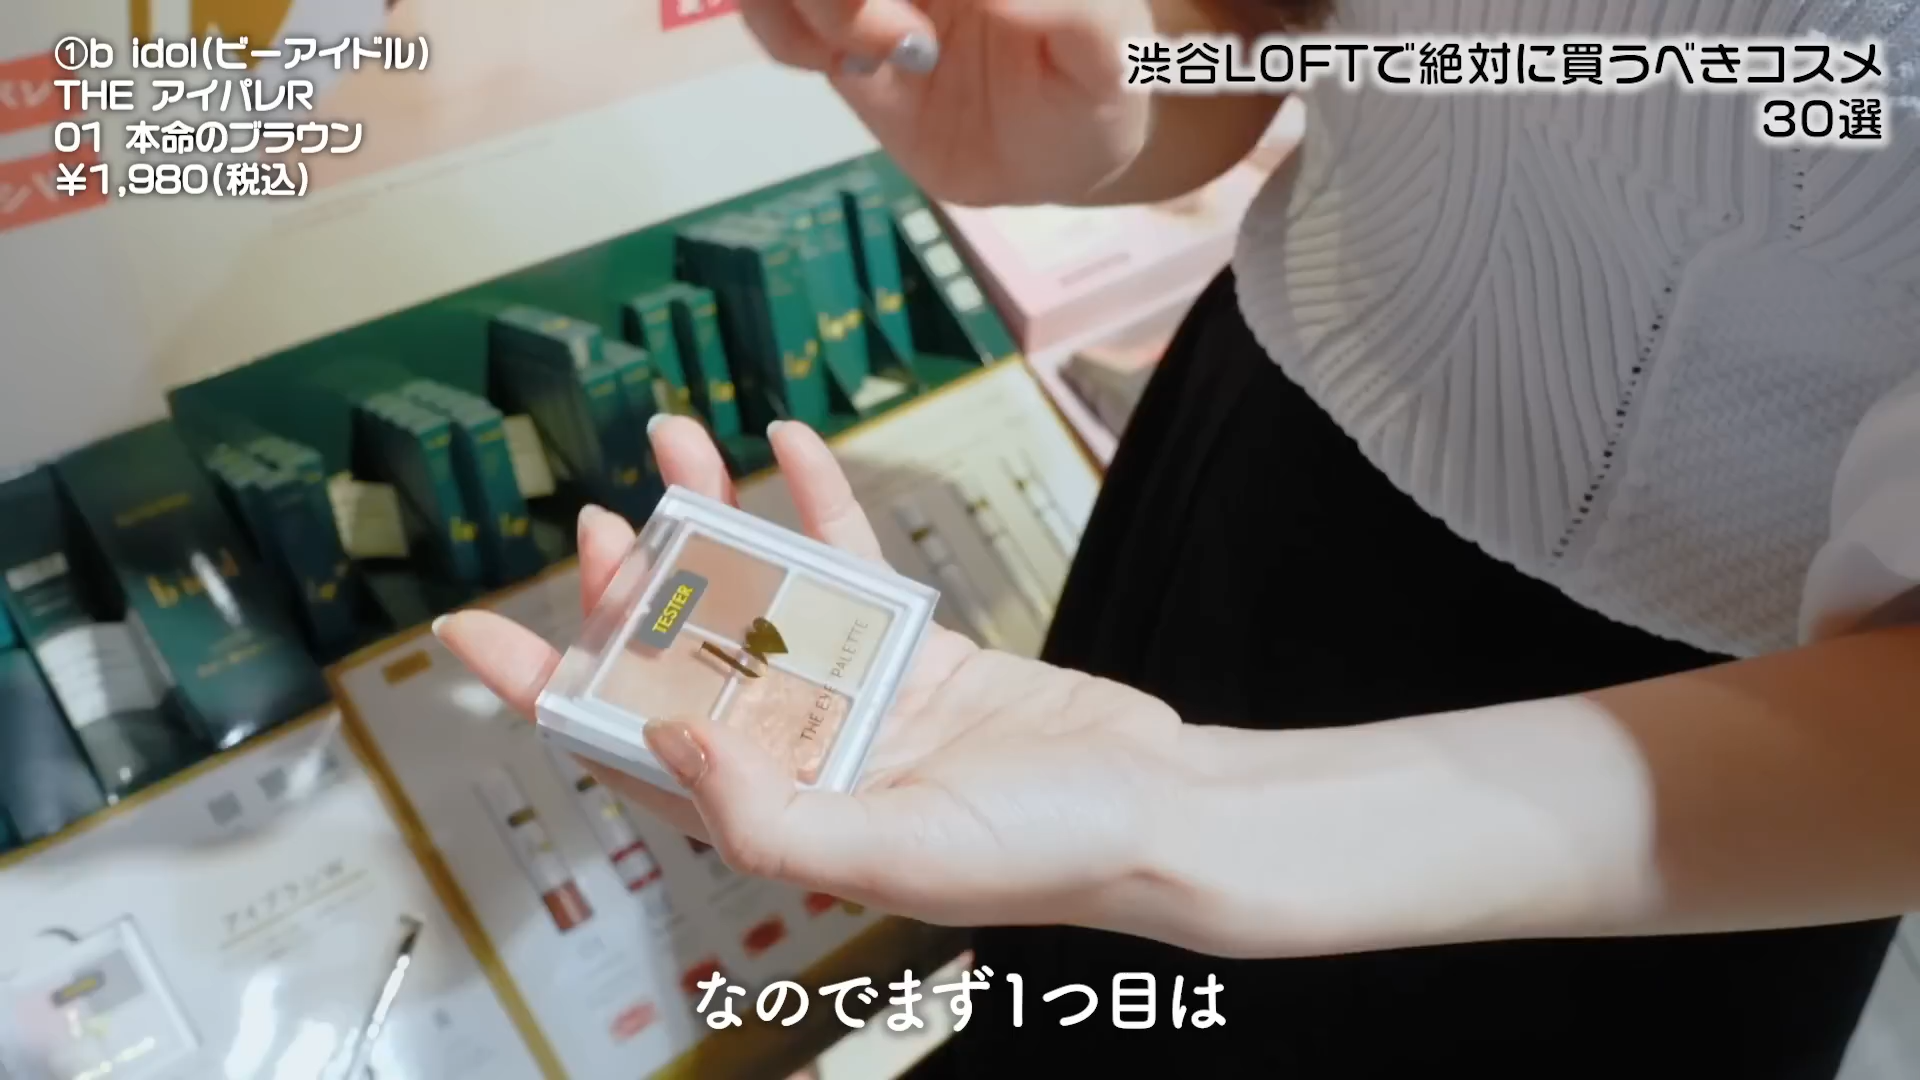 ①b idol(ビーアイドル)
THE アイパレR
01 本命のブラウン
¥1,980(税込)
渋谷LOFTで絶対に買うべきコスメ
30選
TESTER
THE EYE PALETTE
なのでまず1つ目は